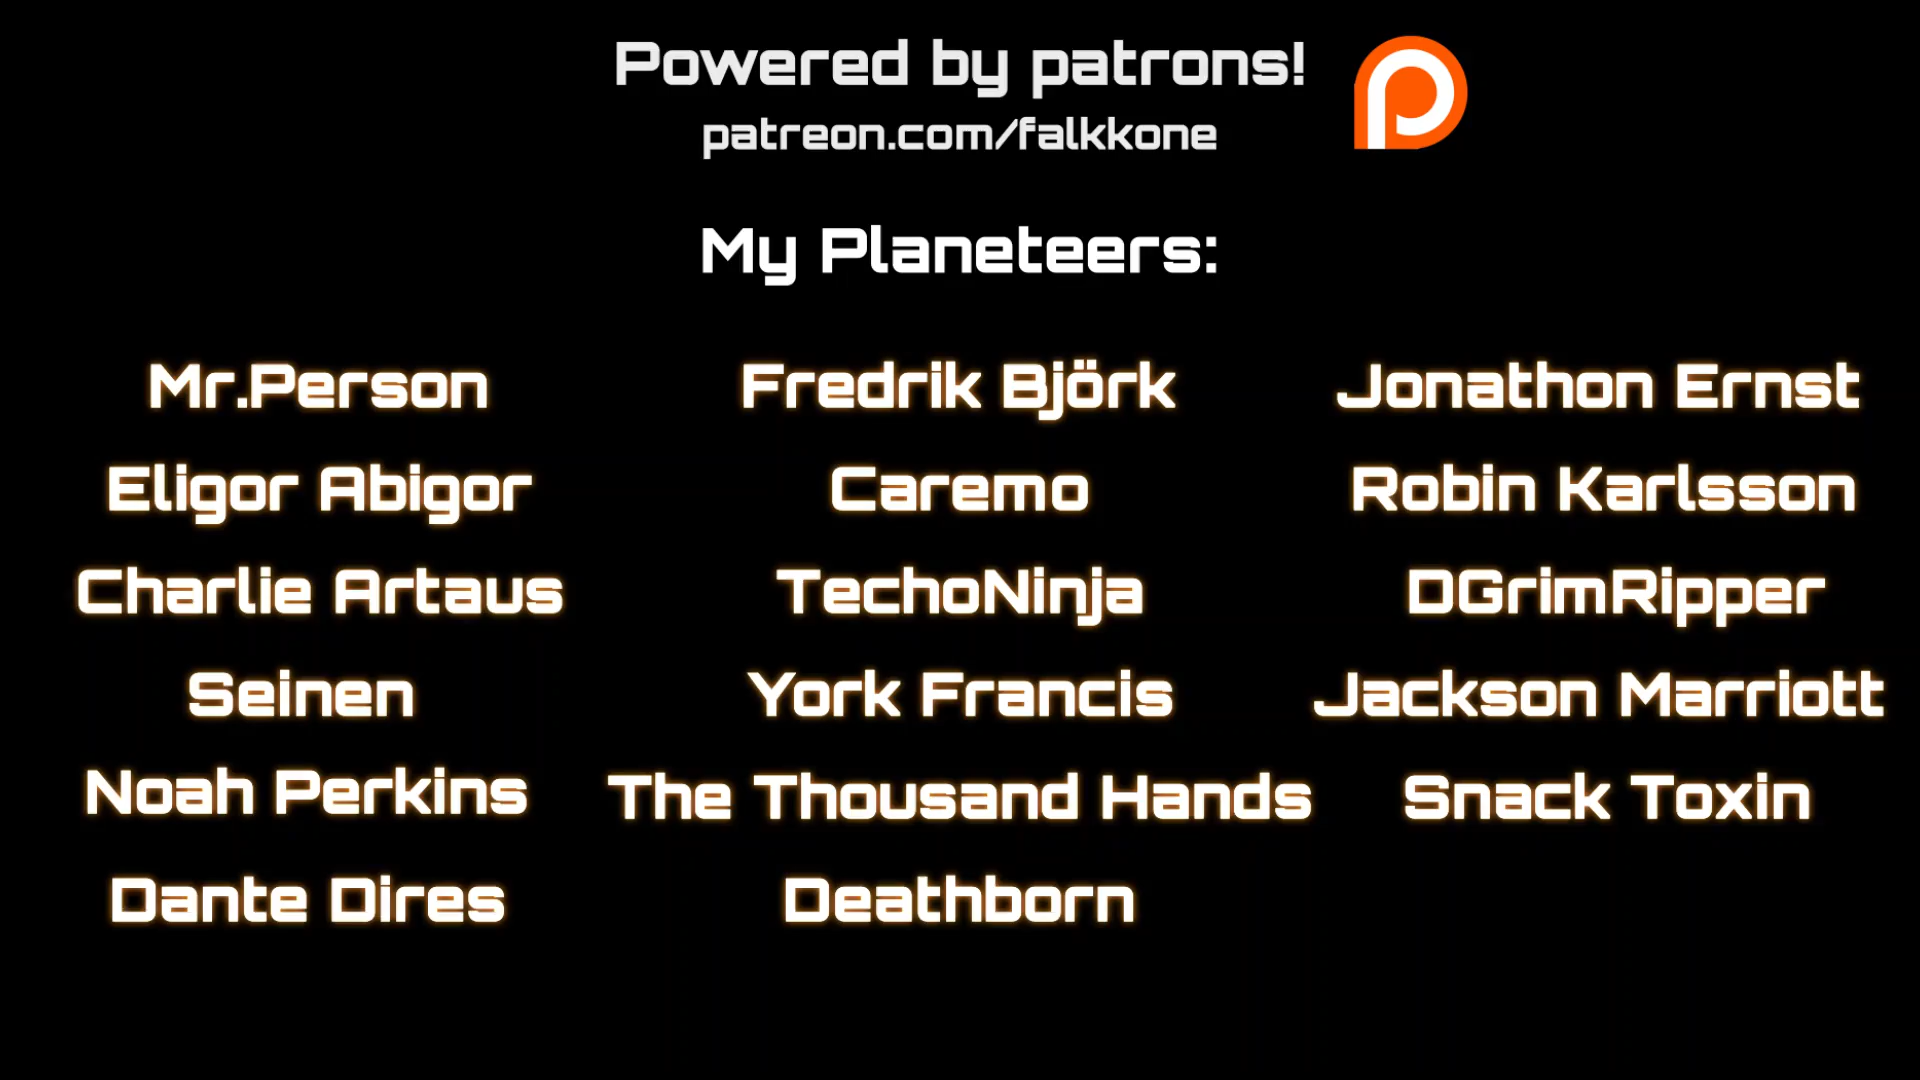 Powered by patrons!
patreon.com/falkkone
My Planeteers:
Mr.Person Fredrik Björk Jonathon Ernst
Eligor Abigor Caremo Robin Karlsson
Charlie Artaus TechoNinja DGrimRipper
Seinen York Francis Jackson Marriott
Noah Perkins The Thousand Hands Snack Toxin
Dante Dires Deathborn